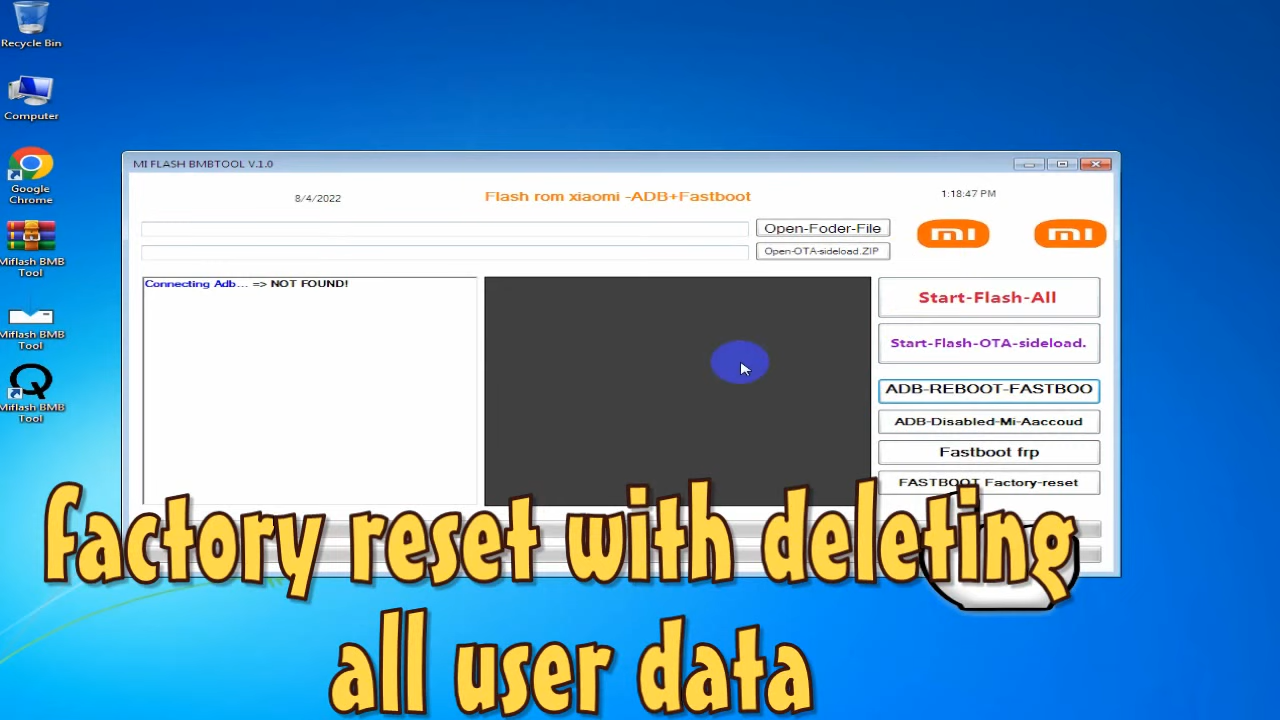 Recycle Bin
Computer
Google
Chrome
Miflash BMB
Tool
Miflash BMB
Tool
Miflash BMB
Tool
MI FLASH BMBTOOL V.1.0
8/4/2022
Flash rom xiaomi -ADB+Fastboot
1:18:47 PM
Open-Foder-File
Open-OTA-sideload.ZIP
mi
mi
Connecting Adb... => NOT FOUND!
Start-Flash-All
Start-Flash-OTA-sideload.
ADB-REBOOT-FASTBOO
ADB-Disabled-Mi-Aaccoud
Fastboot frp
FASTBOOT Factory-reset
factory reset with deleting
all user data